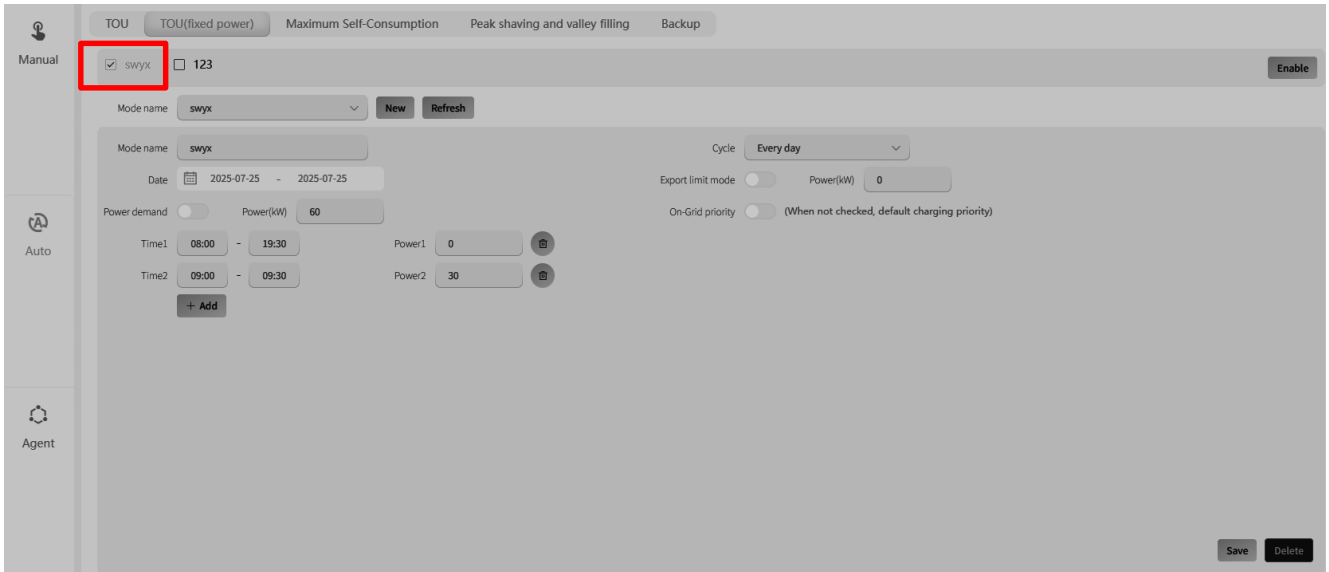 TOU TOU(fixed power) Maximum Self-Consumption Peak shaving and valley filling Backup
Manual
swyx 123 Enable
Mode name swyx New Refresh
Mode name swyx Cycle Every day
Date 2025-07-25 - 2025-07-25 Export limit mode Power(kW) 0
Power demand Power(kW) 60 On-Grid priority (When not checked, default charging priority)
Time1 08:00 - 19:30 Power1 0
Auto
Time2 09:00 - 09:30 Power2 30
+ Add
Agent
Save Delete